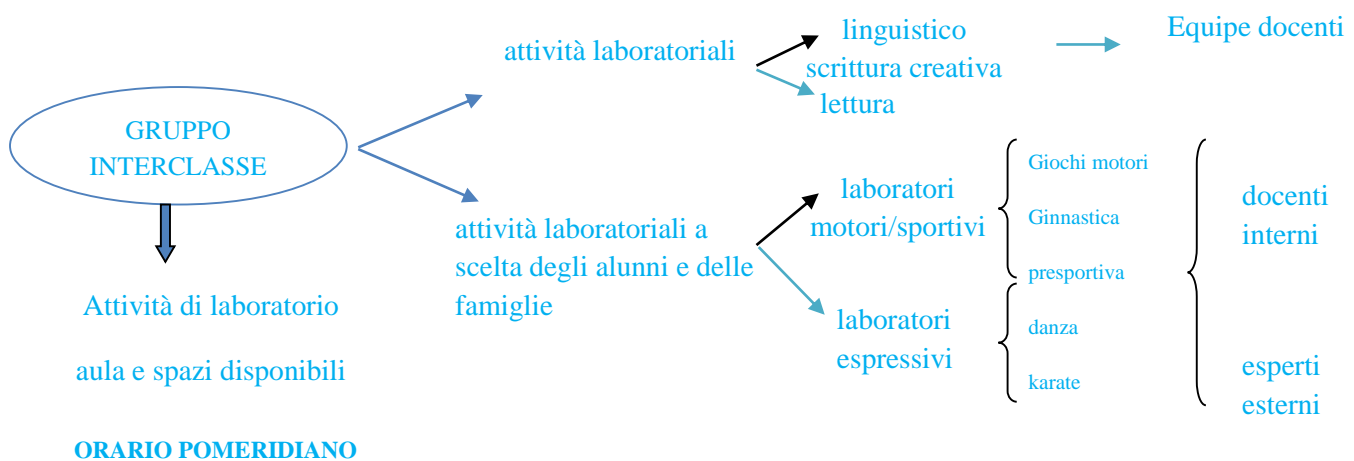 GRUPPO
INTERCLASSE
Attività di laboratorio
aula e spazi disponibili
ORARIO POMERIDIANO
attività laboratoriali
linguistico
scrittura creativa
lettura
Equipe docenti
attività laboratoriali a
scelta degli alunni e delle
famiglie
laboratori
motori/sportivi
Giochi motori
Ginnastica
presportiva
laboratori
espressivi
danza
karate
docenti
interni
esperti
esterni